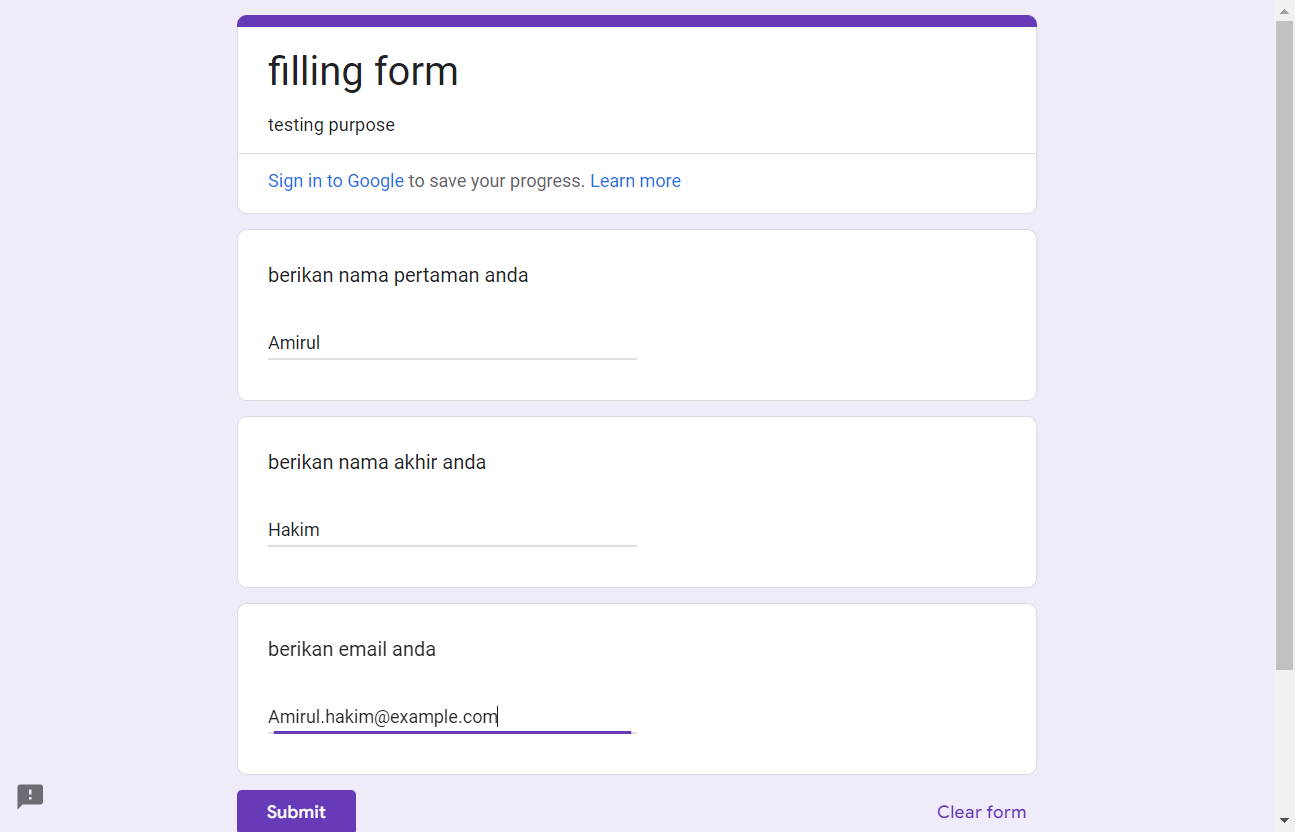 filling form
testing purpose
Sign in to Google to save your progress. Learn more
berikan nama pertaman anda
Amirul
berikan nama akhir anda
Hakim
berikan email anda
Amirul.hakim@example.com
Submit
Clear form